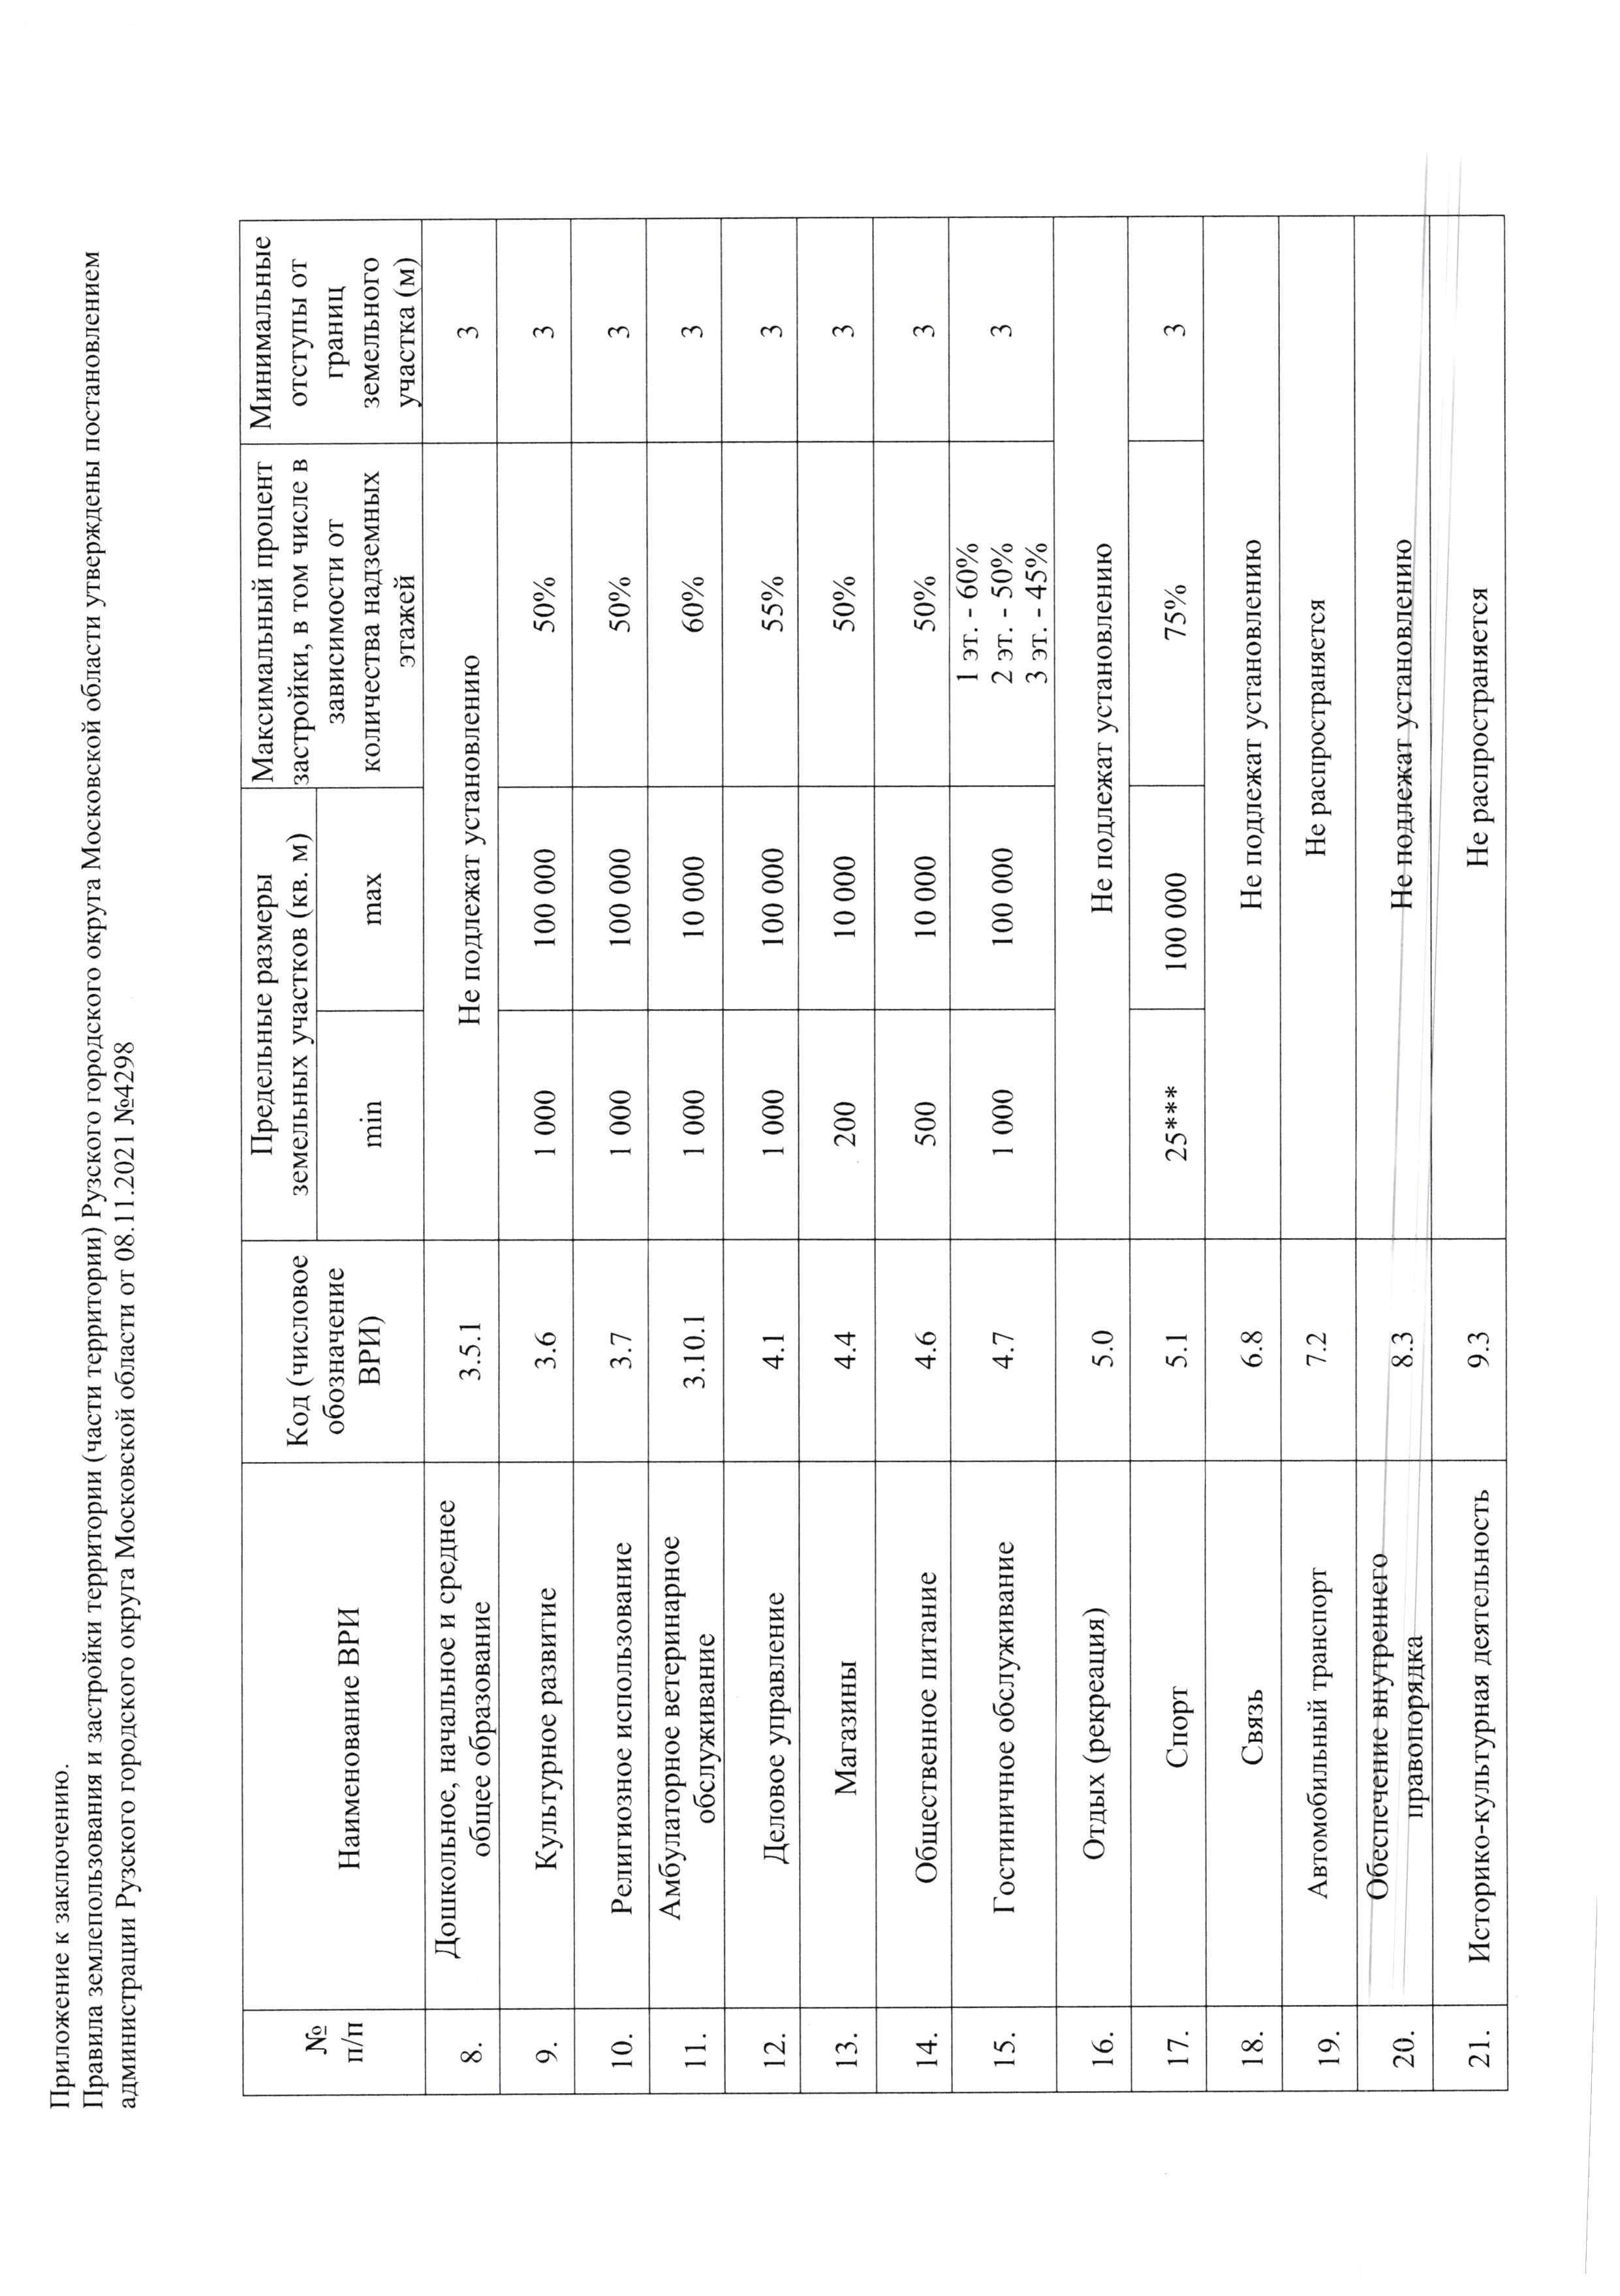 Приложение к заключению.
Правила землепользования и застройки территории (части территории) Рузского городского округа Московской области утверждены постановлением
администрации Рузского городского округа Московской области от 08.11.2021 №4298
№
п/п
Наименование ВРИ
Код (числовое
обозначение
ВРИ)
Предельные размеры
земельных участков (кв. м)
min
max
Максимальный процент
застройки, в том числе в
зависимости от
количества надземных
этажей
Минимальные
отступы от
границ
земельного
участка (м)
8.
Дошкольное, начальное и среднее
общее образование
3.5.1
Не подлежат установлению
3
9.
Культурное развитие
3.6
1 000
100 000
50%
3
10.
Религиозное использование
3.7
1 000
100 000
50%
3
11.
Амбулаторное ветеринарное
обслуживание
3.10.1
1 000
10 000
60%
3
12.
Деловое управление
4.1
1 000
100 000
55%
3
13.
Магазины
4.4
200
10 000
50%
3
14.
Общественное питание
4.6
500
10 000
50%
3
15.
Гостиничное обслуживание
4.7
1 000
100 000
1 эт. - 60%
2 эт. - 50%
3 эт. - 45%
3
16.
Отдых (рекреация)
5.0
Не подлежат установлению
17.
Спорт
5.1
25****
100 000
75%
3
18.
Связь
6.8
Не подлежат установлению
19.
Автомобильный транспорт
7.2
Не распространяется
20.
Обеспечение внутреннего
правопорядка
8.3
Не подлежат установлению
21.
Историко-культурная деятельность
9.3
Не распространяется